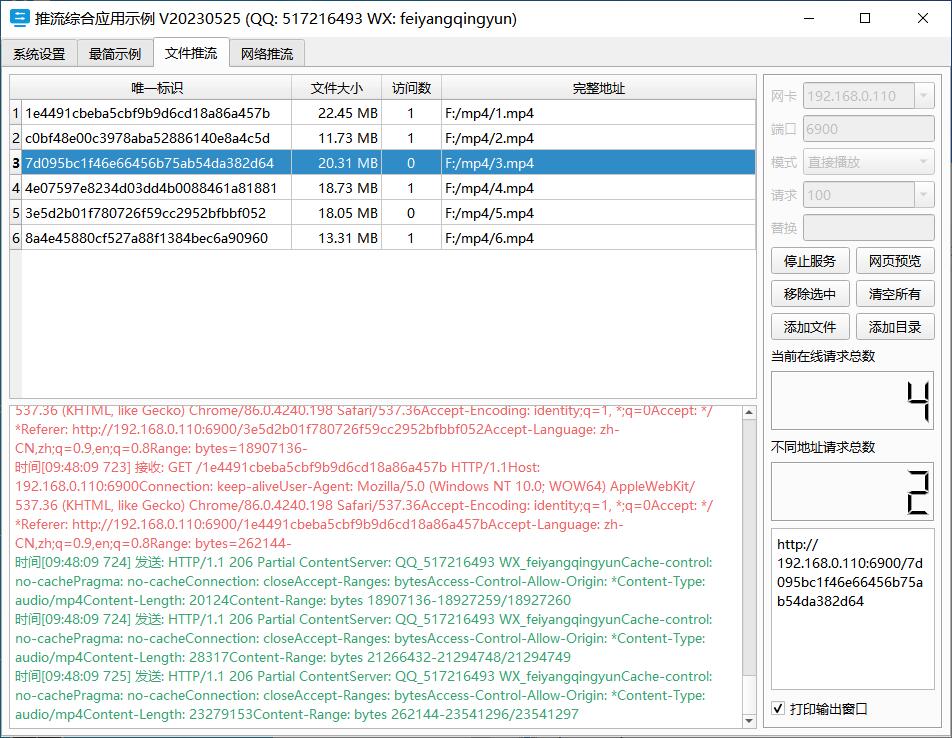 推流综合应用示例 V20230525 (QQ: 517216493 WX: feiyangqingyun)
系统设置 最简示例 文件推流 网络推流
唯一标识 文件大小 访问数 完整地址
1 1e4491cbeba5cbf9b9d6cd18a86a457b 22.45 MB 1 F:/mp4/1.mp4
2 c0bf48e00c3978aba52886140e8a4c5d 11.73 MB 1 F:/mp4/2.mp4
3 7d095bc1f46e66456b75ab54da382d64 20.31 MB 0 F:/mp4/3.mp4
4 4e07597e8234d03dd4b0088461a81881 18.73 MB 1 F:/mp4/4.mp4
5 3e5d2b01f780726f59cc2952bfbbf052 18.05 MB 0 F:/mp4/5.mp4
6 8a4e45880cf527a88f1384bec6a90960 13.31 MB 1 F:/mp4/6.mp4
537.36 (KHTML, like Gecko) Chrome/86.0.4240.198 Safari/537.36Accept-Encoding: identity;q=1, *;q=0Accept: */
*Referer: http://192.168.0.110:6900/3e5d2b01f780726f59cc2952bfbbf052Accept-Language: zh-
CN,zh;q=0.9,en;q=0.8Range: bytes=18907136-
时间[09:48:09 723] 接收: GET /1e4491cbeba5cbf9b9d6cd18a86a457b HTTP/1.1Host:
192.168.0.110:6900Connection: keep-aliveUser-Agent: Mozilla/5.0 (Windows NT 10.0; WOW64) AppleWebKit/
537.36 (KHTML, like Gecko) Chrome/86.0.4240.198 Safari/537.36Accept-Encoding: identity;q=1, *;q=0Accept: */
*Referer: http://192.168.0.110:6900/1e4491cbeba5cbf9b9d6cd18a86a457bAccept-Language: zh-
CN,zh;q=0.9,en;q=0.8Range: bytes=262144-
时间[09:48:09 724] 发送: HTTP/1.1 206 Partial ContentServer: QQ_517216493 WX_feiyangqingyunCache-control:
no-cachePragma: no-cacheConnection: closeAccept-Ranges: bytesAccess-Control-Allow-Origin: *Content-Type:
audio/mp4Content-Length: 20124Content-Range: bytes 18907136-18927259/18927260
时间[09:48:09 724] 发送: HTTP/1.1 206 Partial ContentServer: QQ_517216493 WX_feiyangqingyunCache-control:
no-cachePragma: no-cacheConnection: closeAccept-Ranges: bytesAccess-Control-Allow-Origin: *Content-Type:
audio/mp4Content-Length: 28317Content-Range: bytes 21266432-21294748/21294749
时间[09:48:09 725] 发送: HTTP/1.1 206 Partial ContentServer: QQ_517216493 WX_feiyangqingyunCache-control:
no-cachePragma: no-cacheConnection: closeAccept-Ranges: bytesAccess-Control-Allow-Origin: *Content-Type:
audio/mp4Content-Length: 23279153Content-Range: bytes 262144-23541296/23541297
网卡 192.168.0.110
端口 6900
模式 直接播放
请求 100
替换
停止服务 网页预览
移除选中 清空所有
添加文件 添加目录
当前在线请求总数
4
不同地址请求总数
2
http://
192.168.0.110:6900/7d
095bc1f46e66456b75a
b54da382d64
打印输出窗口